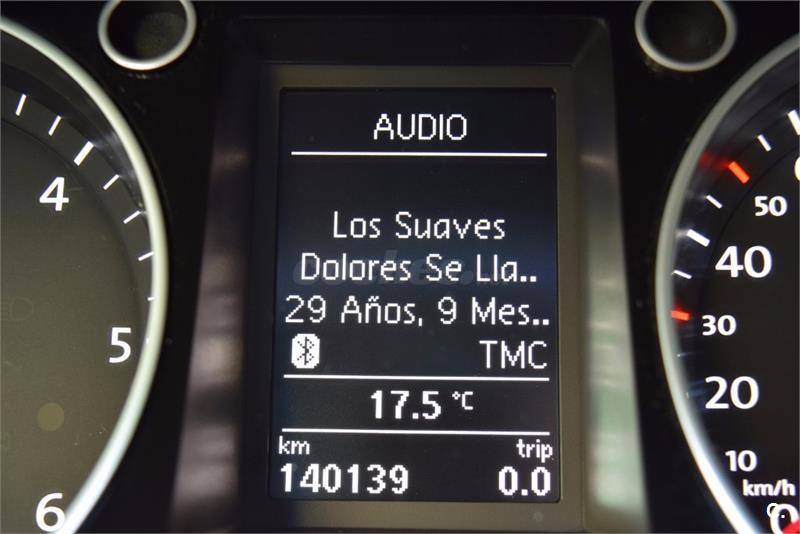 AUDIO
Los Suaves
Dolores Se Lla..
29 Años, 9 Mes..
TMC
17.5 °C
km trip
140139 0.0
4
5
6
50
40
30
20
10
km/h
0